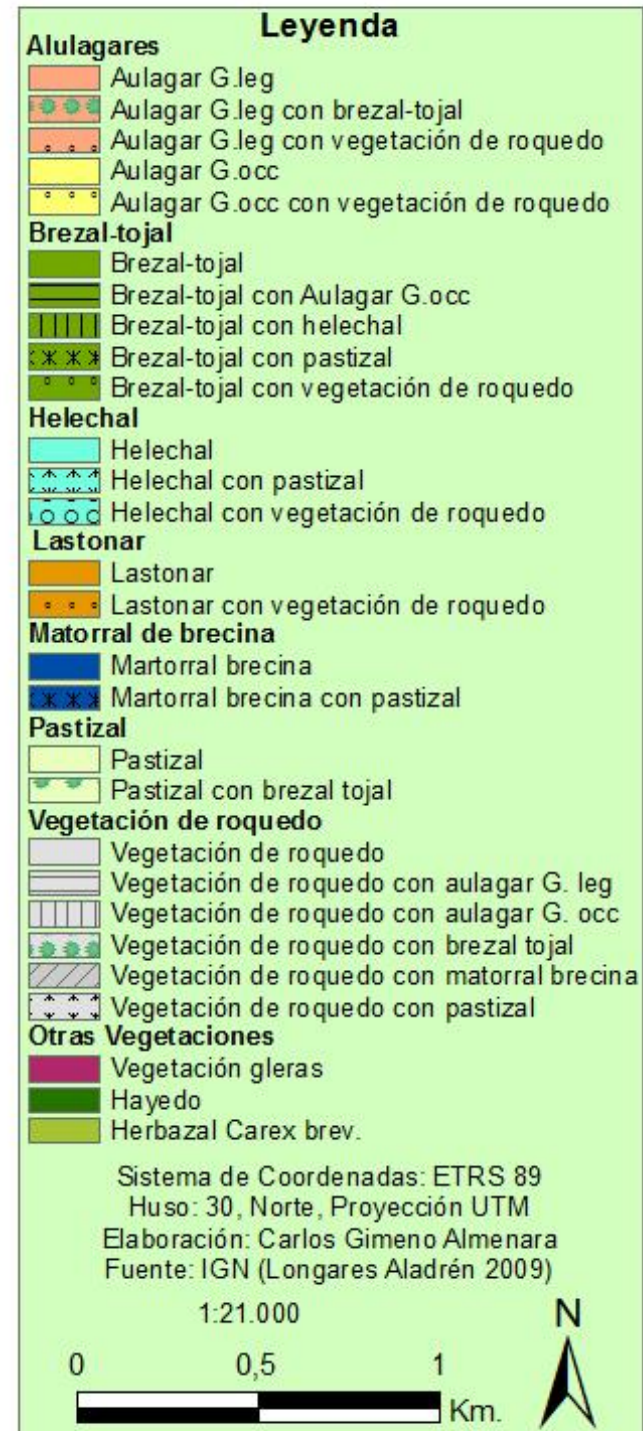 Leyenda
Alulagares
Aulagar G.leg
Aulagar G.leg con brezal-tojal
Aulagar G.leg con vegetación de roquedo
Aulagar G.occ
Aulagar G.occ con vegetación de roquedo
Brezal-tojal
Brezal-tojal
Brezal-tojal con Aulagar G.occ
Brezal-tojal con helechal
Brezal-tojal con pastizal
Brezal-tojal con vegetación de roquedo
Helechal
Helechal
Helechal con pastizal
Helechal con vegetación de roquedo
Lastonar
Lastonar
Lastonar con vegetación de roquedo
Matorral de brecina
Martorral brecina
Martorral brecina con pastizal
Pastizal
Pastizal
Pastizal con brezal tojal
Vegetación de roquedo
Vegetación de roquedo
Vegetación de roquedo con aulagar G. leg
Vegetación de roquedo con aulagar G. occ
Vegetación de roquedo con brezal tojal
Vegetación de roquedo con matorral brecina
Vegetación de roquedo con pastizal
Otras Vegetaciones
Vegetación gleras
Hayedo
Herbazal Carex brev.
Sistema de Coordenadas: ETRS 89
Huso: 30, Norte, Proyección UTM
Elaboración: Carlos Gimeno Almenara
Fuente: IGN (Longares Aladrén 2009)
1:21.000
N
0 0,5 1
Km.